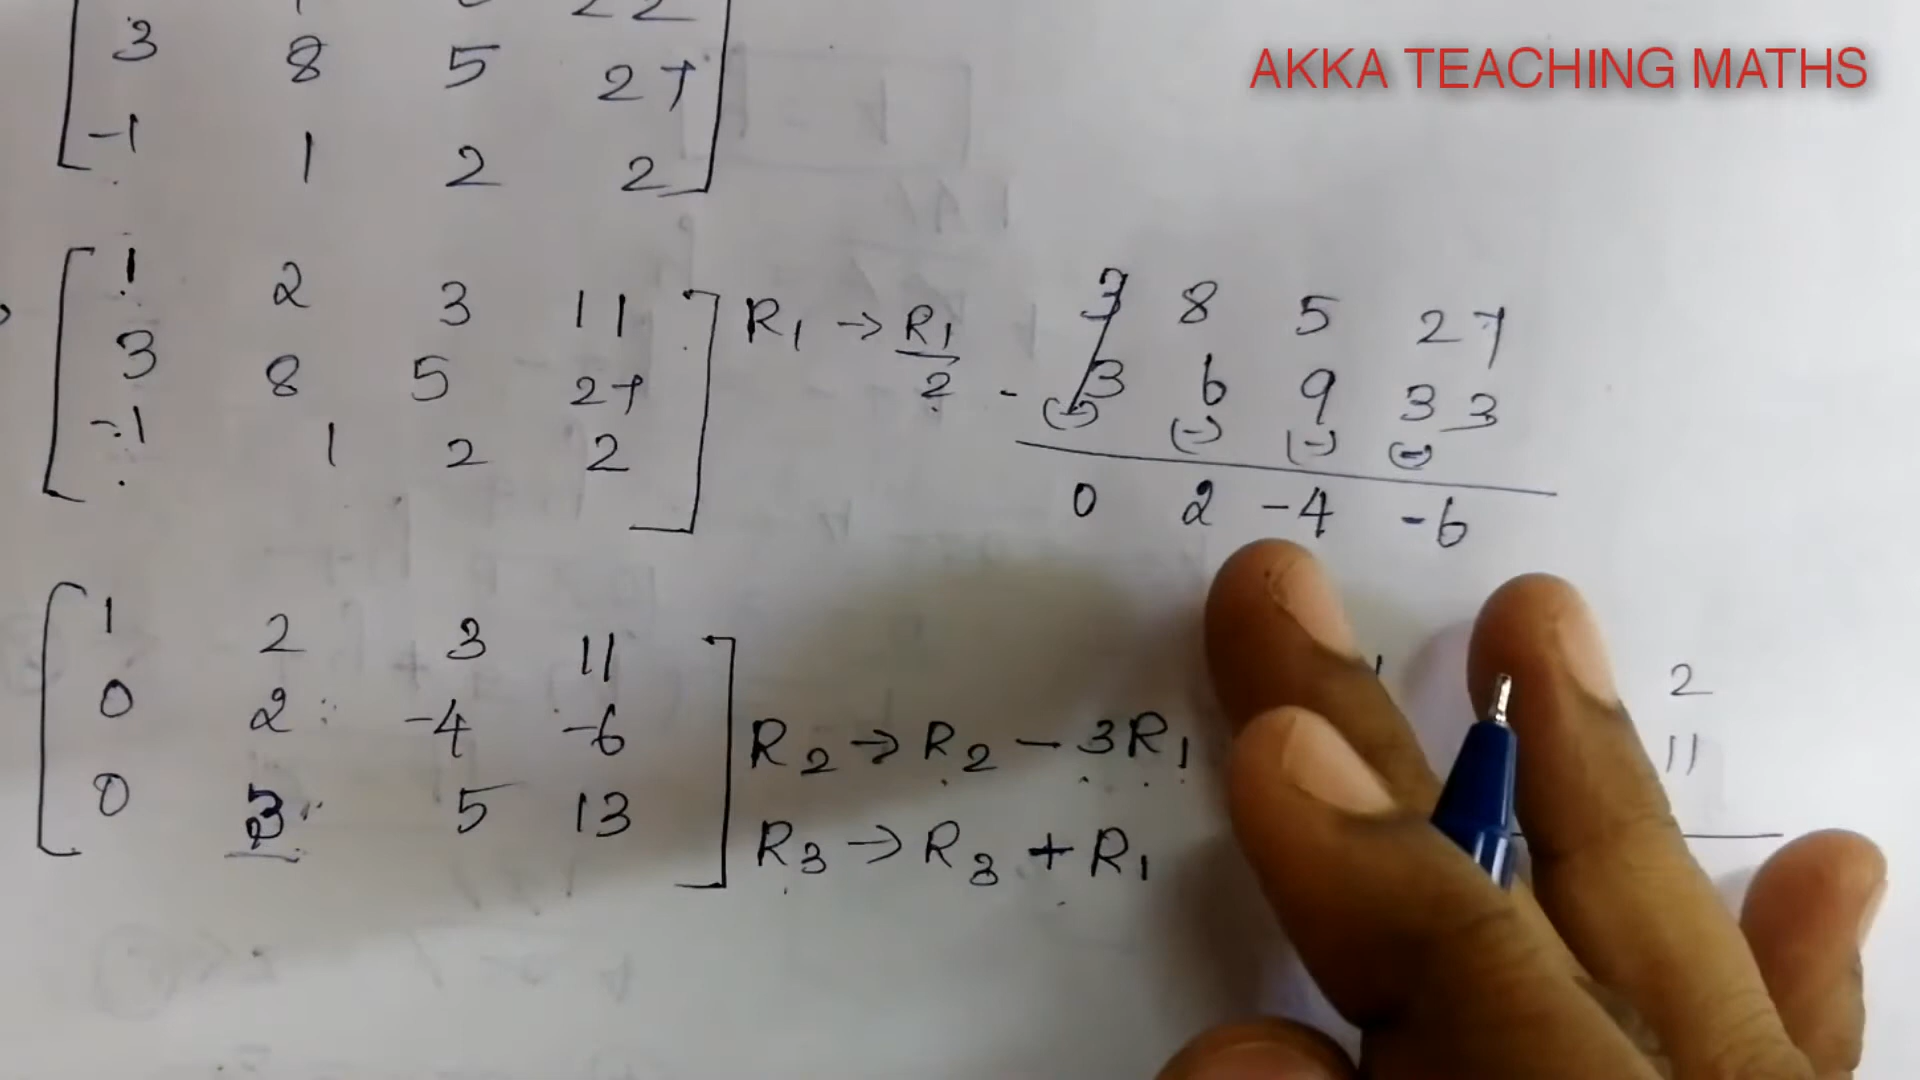 AKKA TEACHING MATHS
22
3 8 5 27
-1 1 2 2
1 2 3 11 R1 → R1/2
3 8 5 27
-1 1 2 2
3 8 5 27
- 3 6 9 33
(-) (-) (-) (-)
0 2 -4 -6
1 2 3 11
0 2 -4 -6 R2 → R2 - 3R1
0 3 5 13 R3 → R3 + R1
2
11